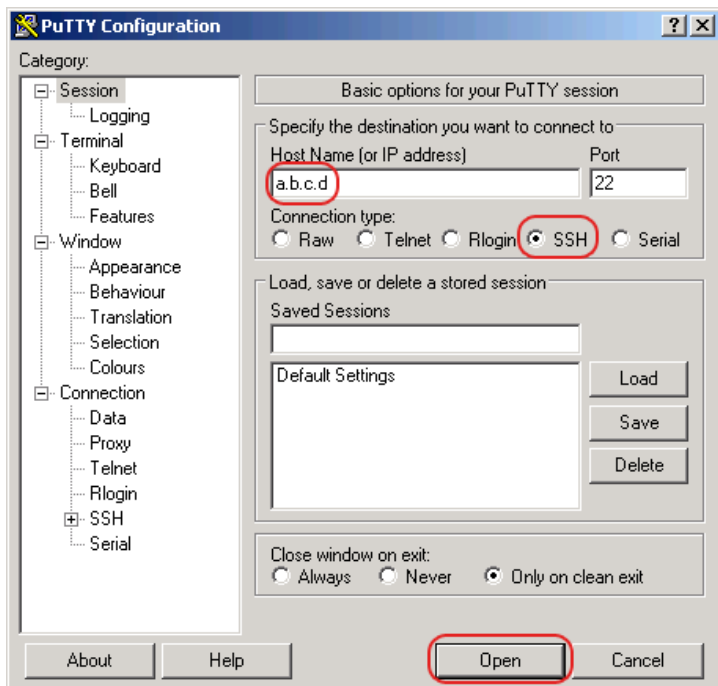 PuTTY Configuration
Category:
Session
Logging
Terminal
Keyboard
Bell
Features
Window
Appearance
Behaviour
Translation
Selection
Colours
Connection
Data
Proxy
Telnet
Rlogin
SSH
Serial
Basic options for your PuTTY session
Specify the destination you want to connect to
Host Name (or IP address) Port
a.b.c.d 22
Connection type:
Raw Telnet Rlogin SSH Serial
Load, save or delete a stored session
Saved Sessions
Default Settings
Load
Save
Delete
Close window on exit:
Always Never Only on clean exit
About Help Open Cancel